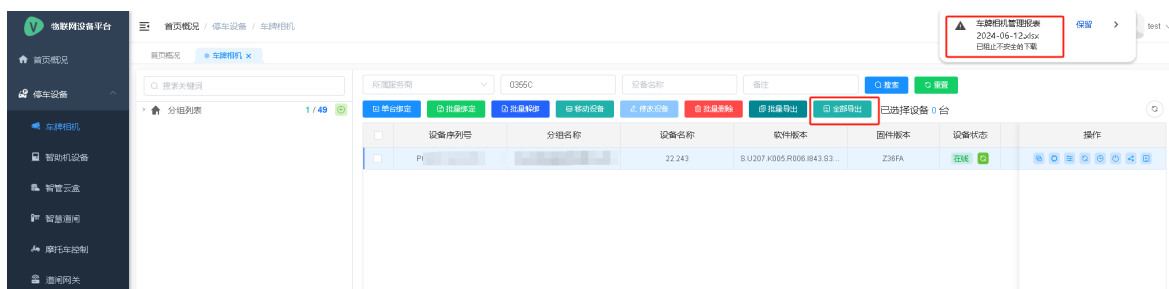 物联网设备平台
首页概况 / 停车设备 / 车牌相机
车牌相机管理报表
2024-06-12.xlsx
已阻止不安全的下载
保留
test
首页概况
车牌相机 ×
首页概况
停车设备
车牌相机
智助机设备
智管云盒
智慧道闸
摩托车控制
道闸网关
搜索关键词
分组列表 1 / 49
所属服务商 0355C 设备名称 备注 搜索 重置
单台绑定 批量绑定 批量解绑 移动设备 修改设备 批量删除 批量导出 全部导出 已选择设备 0 台
设备序列号 分组名称 设备名称 软件版本 固件版本 设备状态 操作
22.243 S.U207.K005.R006.I843.S3... Z36FA 在线